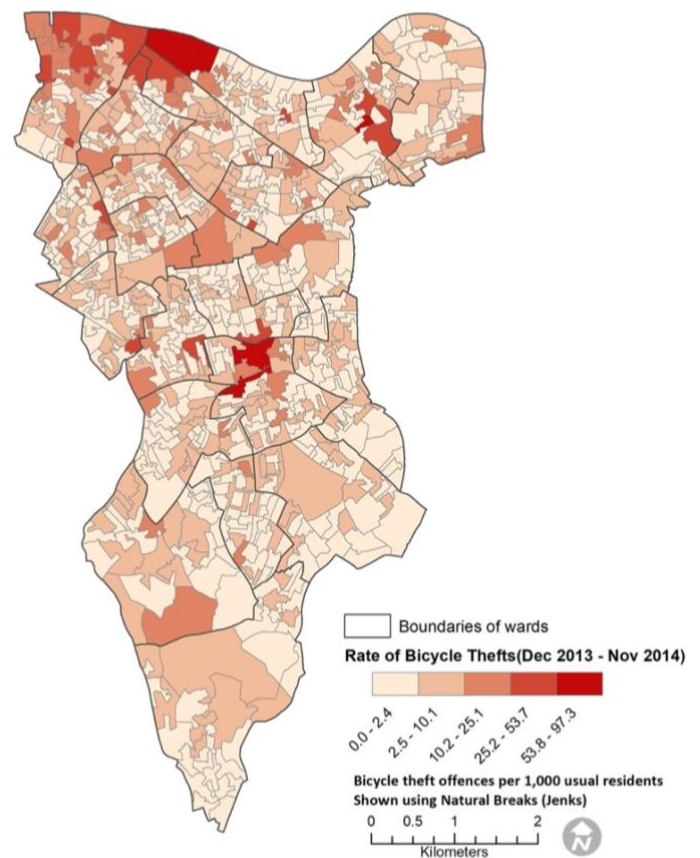 Boundaries of wards
Rate of Bicycle Thefts(Dec 2013 - Nov 2014)
0.0 - 2.4
2.5 - 10.1
10.2 - 25.1
25.2 - 53.7
53.8 - 97.3
Bicycle theft offences per 1,000 usual residents
Shown using Natural Breaks (Jenks)
0 0.5 1 2
Kilometers
N